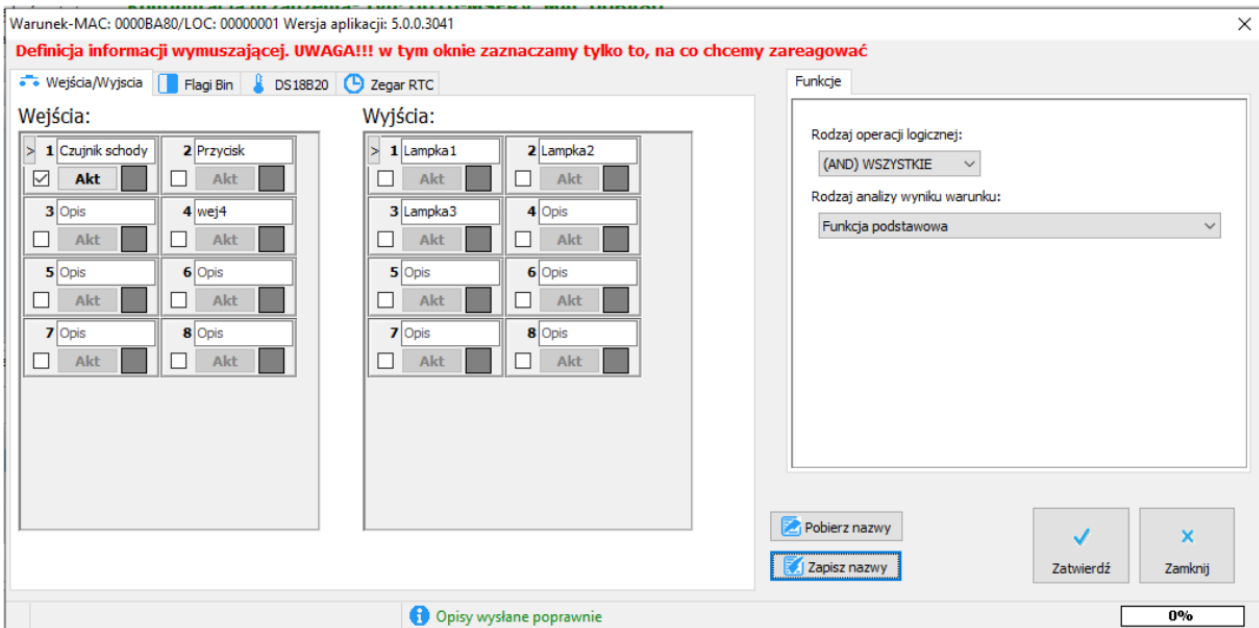 Warunek-MAC: 0000BA80/LOC: 00000001 Wersja aplikacji: 5.0.0.3041
Definicja informacji wymuszającej. UWAGA!!! w tym oknie zaznaczamy tylko to, na co chcemy zareagować
Wejścia/Wyjscia Flagi Bin DS18B20 Zegar RTC
Wejścia:
> 1 Czujnik schody 2 Przycisk
Akt Akt
3 Opis 4 wej4
Akt Akt
5 Opis 6 Opis
Akt Akt
7 Opis 8 Opis
Akt Akt
Wyjścia:
> 1 Lampka1 2 Lampka2
Akt Akt
3 Lampka3 4 Opis
Akt Akt
5 Opis 6 Opis
Akt Akt
7 Opis 8 Opis
Akt Akt
Funkcje
Rodzaj operacji logicznej:
(AND) WSZYSTKIE
Rodzaj analizy wyniku warunku:
Funkcja podstawowa
Pobierz nazwy
Zapisz nazwy
Zatwierdź
Zamknij
Opisy wysłane poprawnie
0%